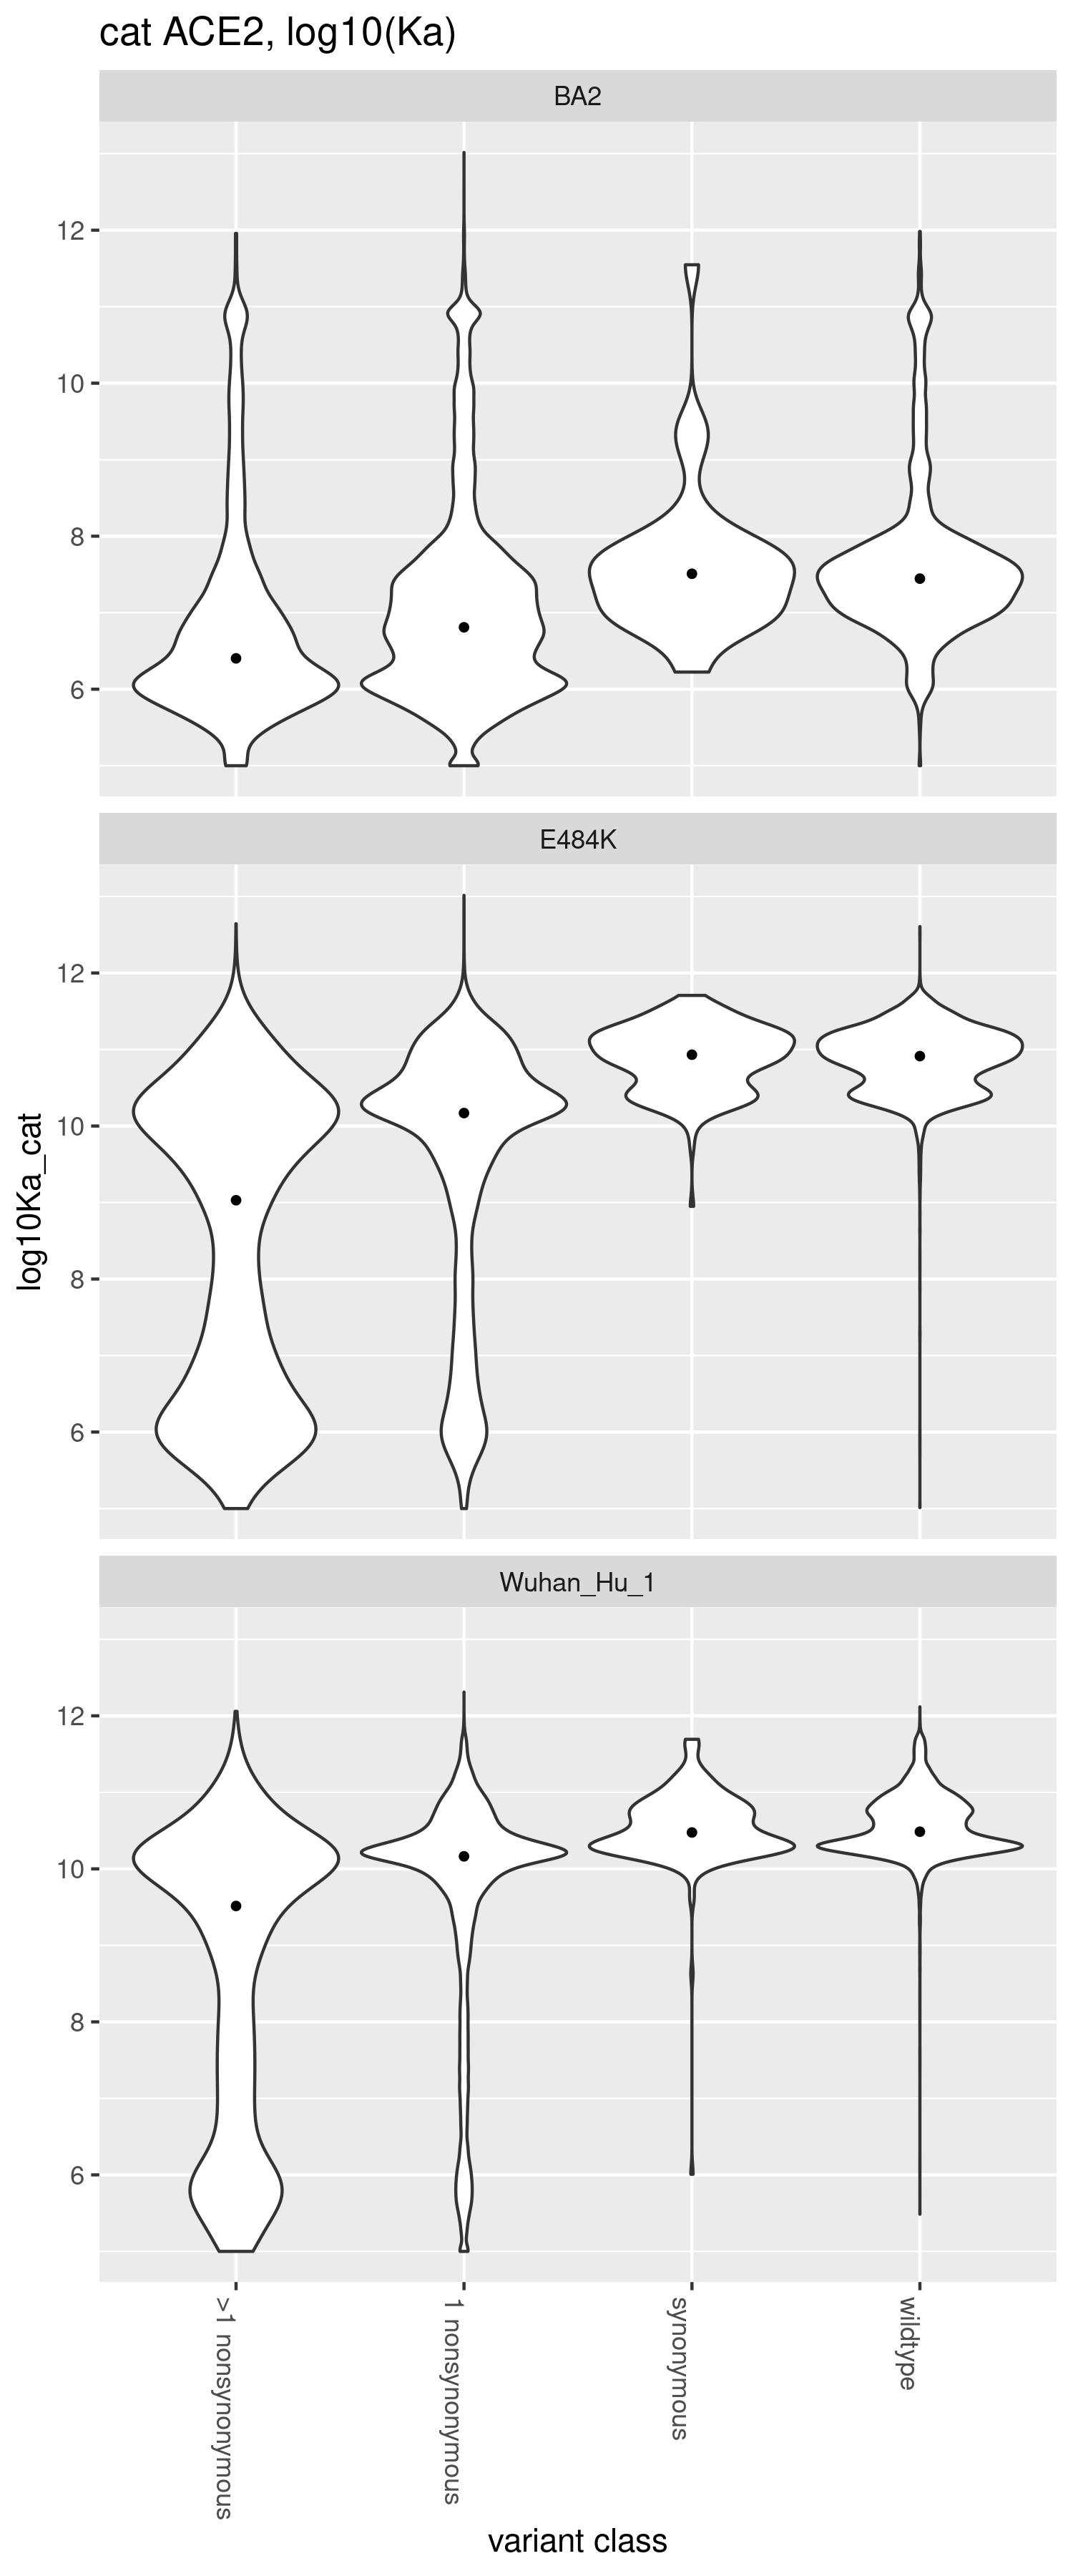 cat ACE2, log10(Ka)
BA2
12
10
8
6
E484K
12
10
8
6
log10Ka_cat
Wuhan_Hu_1
12
10
8
6
>1 nonsynonymous
1 nonsynonymous
synonymous
wildtype
variant class